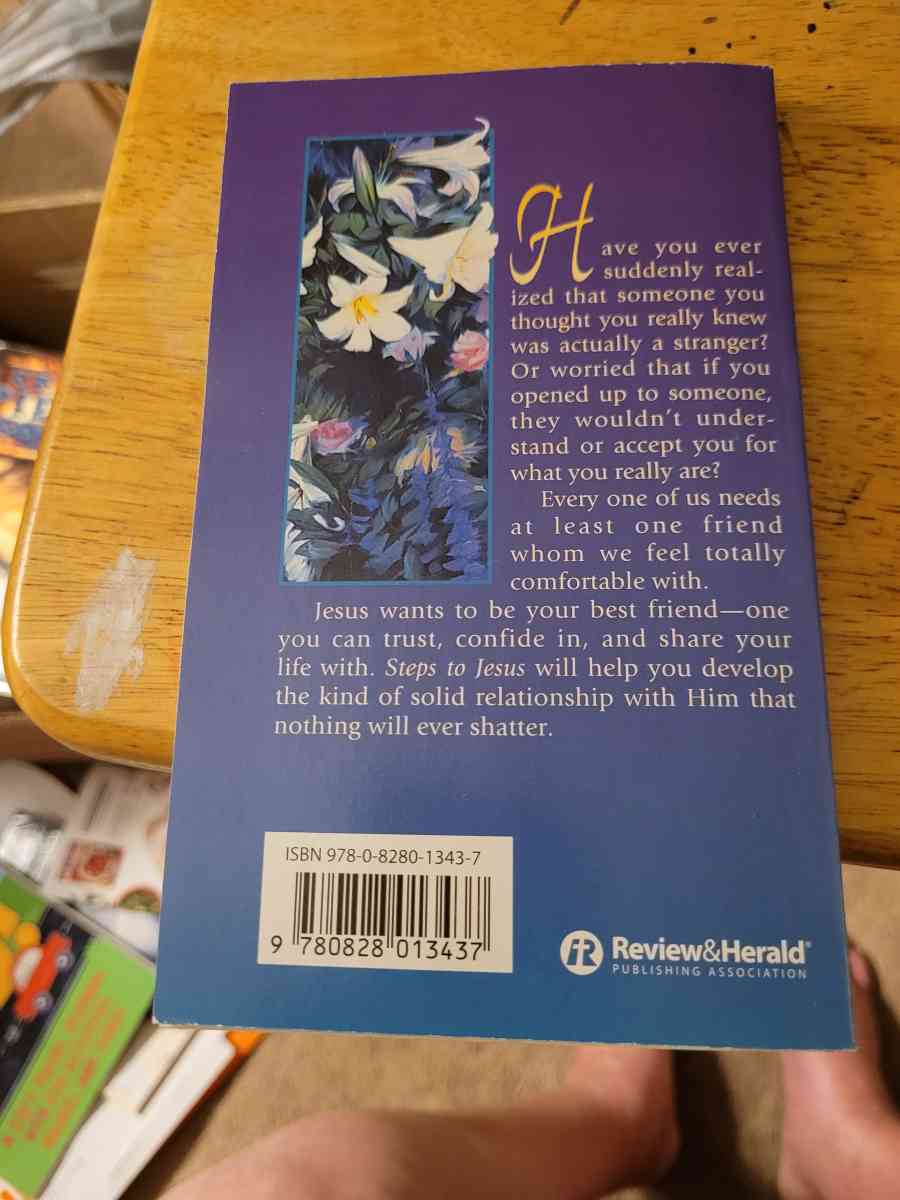 Have you ever
suddenly real-
ized that someone you
thought you really knew
was actually a stranger?
Or worried that if you
opened up to someone,
they wouldn't under-
stand or accept you for
what you really are?
Every one of us needs
at least one friend
whom we feel totally
comfortable with.
Jesus wants to be your best friend—one
you can trust, confide in, and share your
life with. Steps to Jesus will help you develop
the kind of solid relationship with Him that
nothing will ever shatter.
ISBN 978-0-8280-1343-7
9 780828 013437
Review&Herald®
PUBLISHING ASSOCIATION